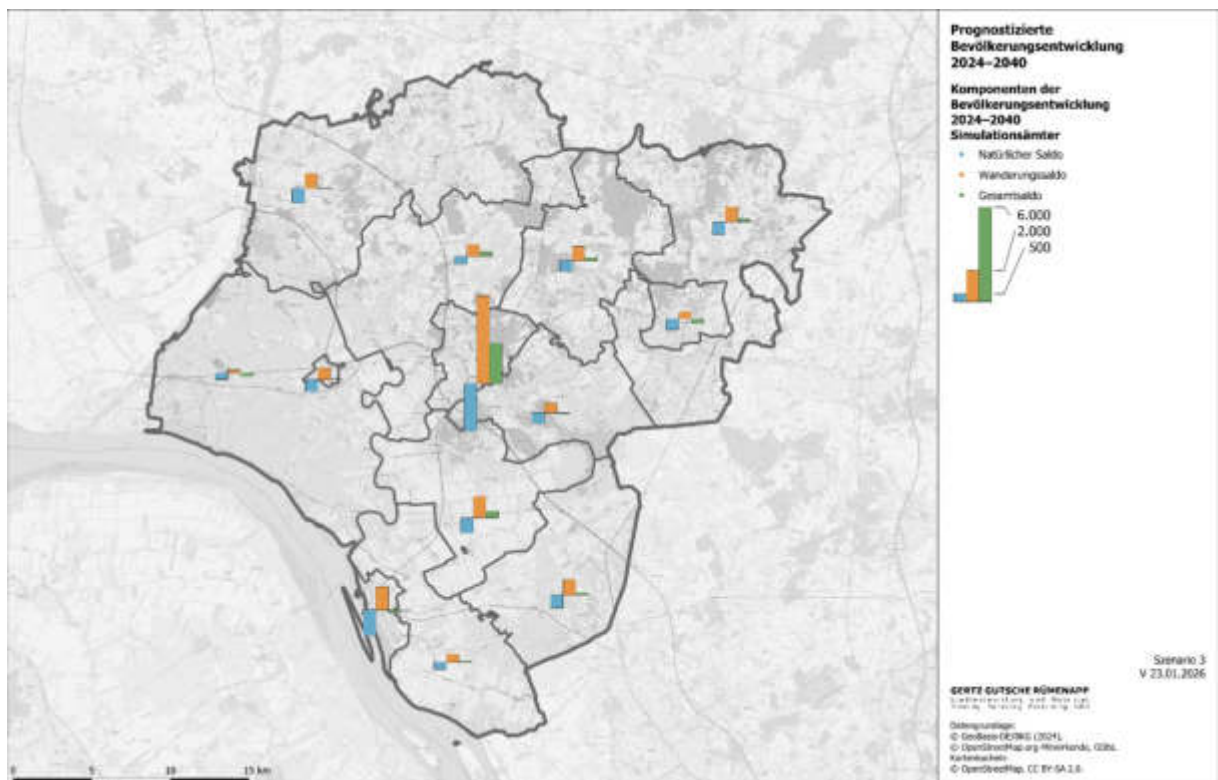 Prognostizierte
Bevölkerungsentwicklung
2024–2040
Komponenten der
Bevölkerungsentwicklung
2024–2040
Simulationsämter
Natürlicher Saldo
Wanderungssaldo
Gesamtsaldo
6.000
2.000
500
Szenario 3
V 23.01.2026
GERTZ GUTSCHE RÜMENAPP
Datengrundlage:
© GeoBasis-DE/BKG (2024),
© OpenStreetMap.org-Mitwirkende, ODbL
Kartenkacheln:
© OpenStreetMap, CC BY-SA 2.0.
0 5 10 15 km